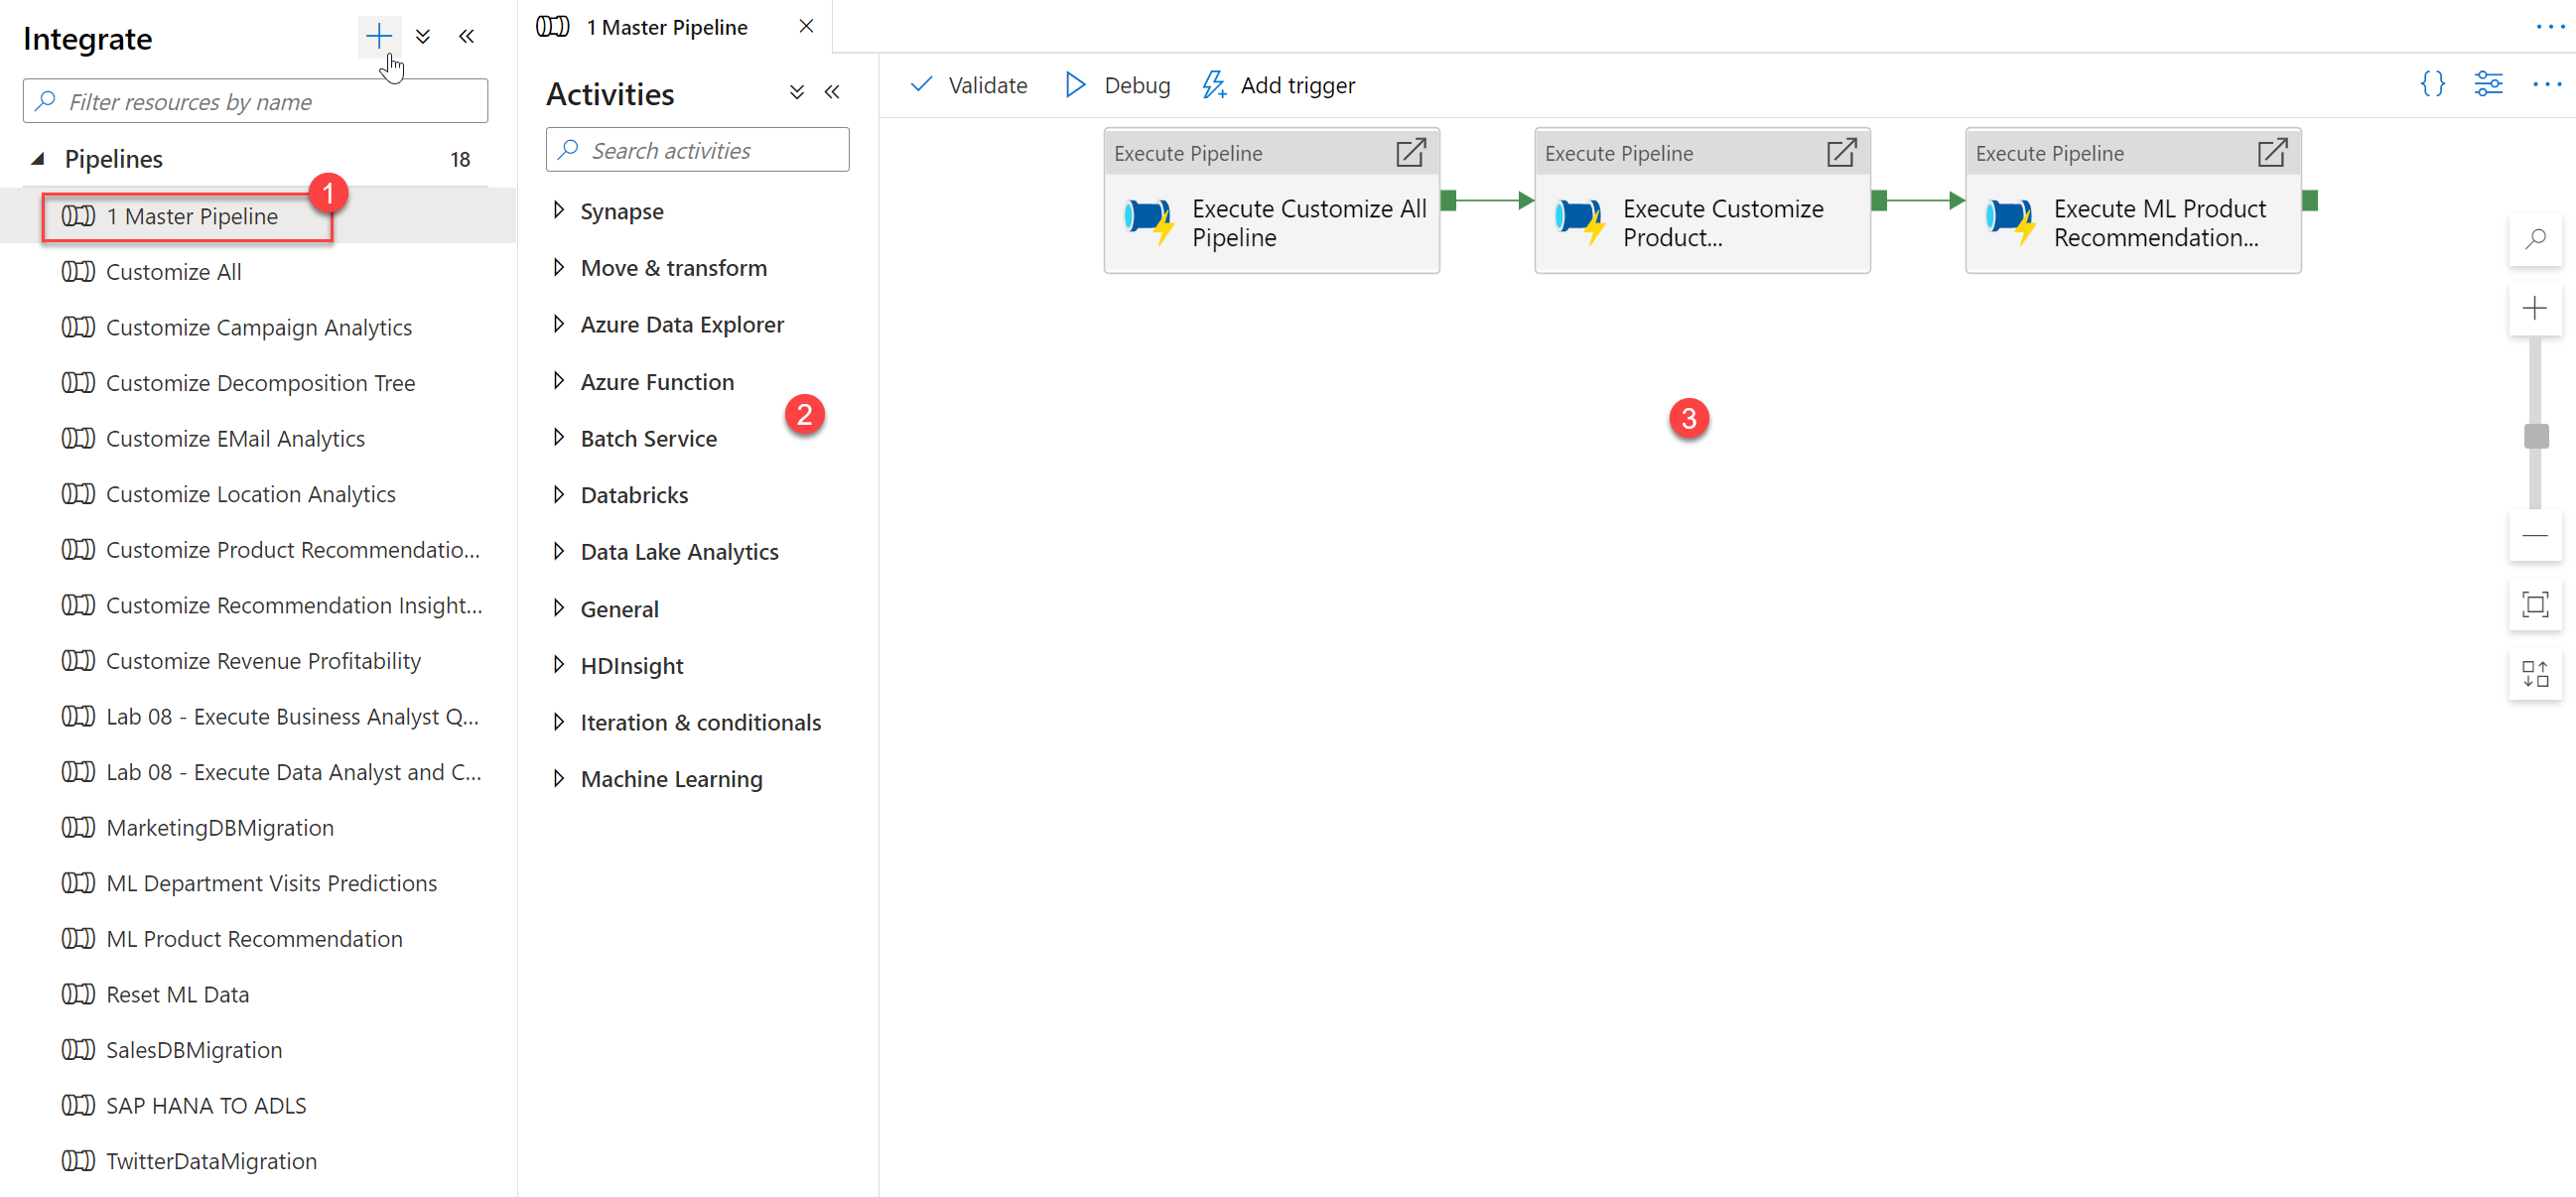 Integrate
Filter resources by name
Pipelines 18
1
1 Master Pipeline
Customize All
Customize Campaign Analytics
Customize Decomposition Tree
Customize EMail Analytics
Customize Location Analytics
Customize Product Recommendatio...
Customize Recommendation Insight...
Customize Revenue Profitability
Lab 08 - Execute Business Analyst Q...
Lab 08 - Execute Data Analyst and C...
MarketingDBMigration
ML Department Visits Predictions
ML Product Recommendation
Reset ML Data
SalesDBMigration
SAP HANA TO ADLS
TwitterDataMigration
1 Master Pipeline
Activities
Search activities
Synapse
Move & transform
Azure Data Explorer
Azure Function
2
Batch Service
Databricks
Data Lake Analytics
General
HDInsight
Iteration & conditionals
Machine Learning
Validate Debug Add trigger
Execute Pipeline
Execute Customize All
Pipeline
Execute Pipeline
Execute Customize
Product...
Execute Pipeline
Execute ML Product
Recommendation...
3